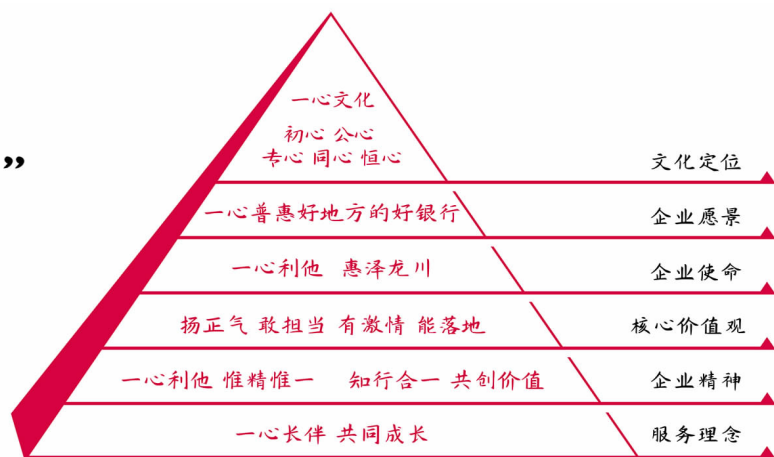 一心文化
初心 公心
专心 同心 恒心
”
文化定位
一心普惠好地方的好银行
企业愿景
一心利他 惠泽龙川
企业使命
扬正气 敢担当 有激情 能落地
核心价值观
一心利他 惟精惟一 知行合一 共创价值
企业精神
一心长伴 共同成长
服务理念